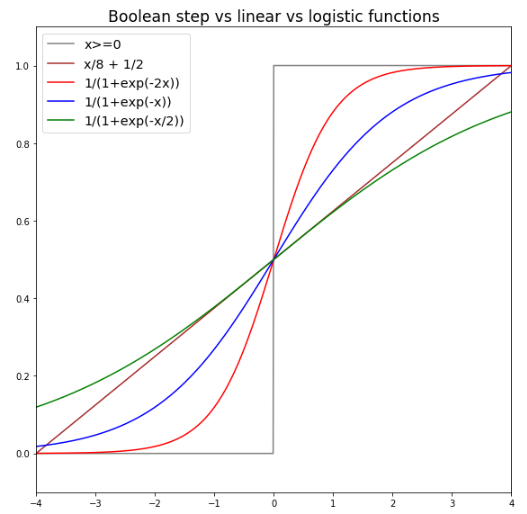 Boolean step vs linear vs logistic functions
x>=0
x/8 + 1/2
1/(1+exp(-2x))
1/(1+exp(-x))
1/(1+exp(-x/2))
1.0
0.8
0.6
0.4
0.2
0.0
−4 −3 −2 −1 0 1 2 3 4